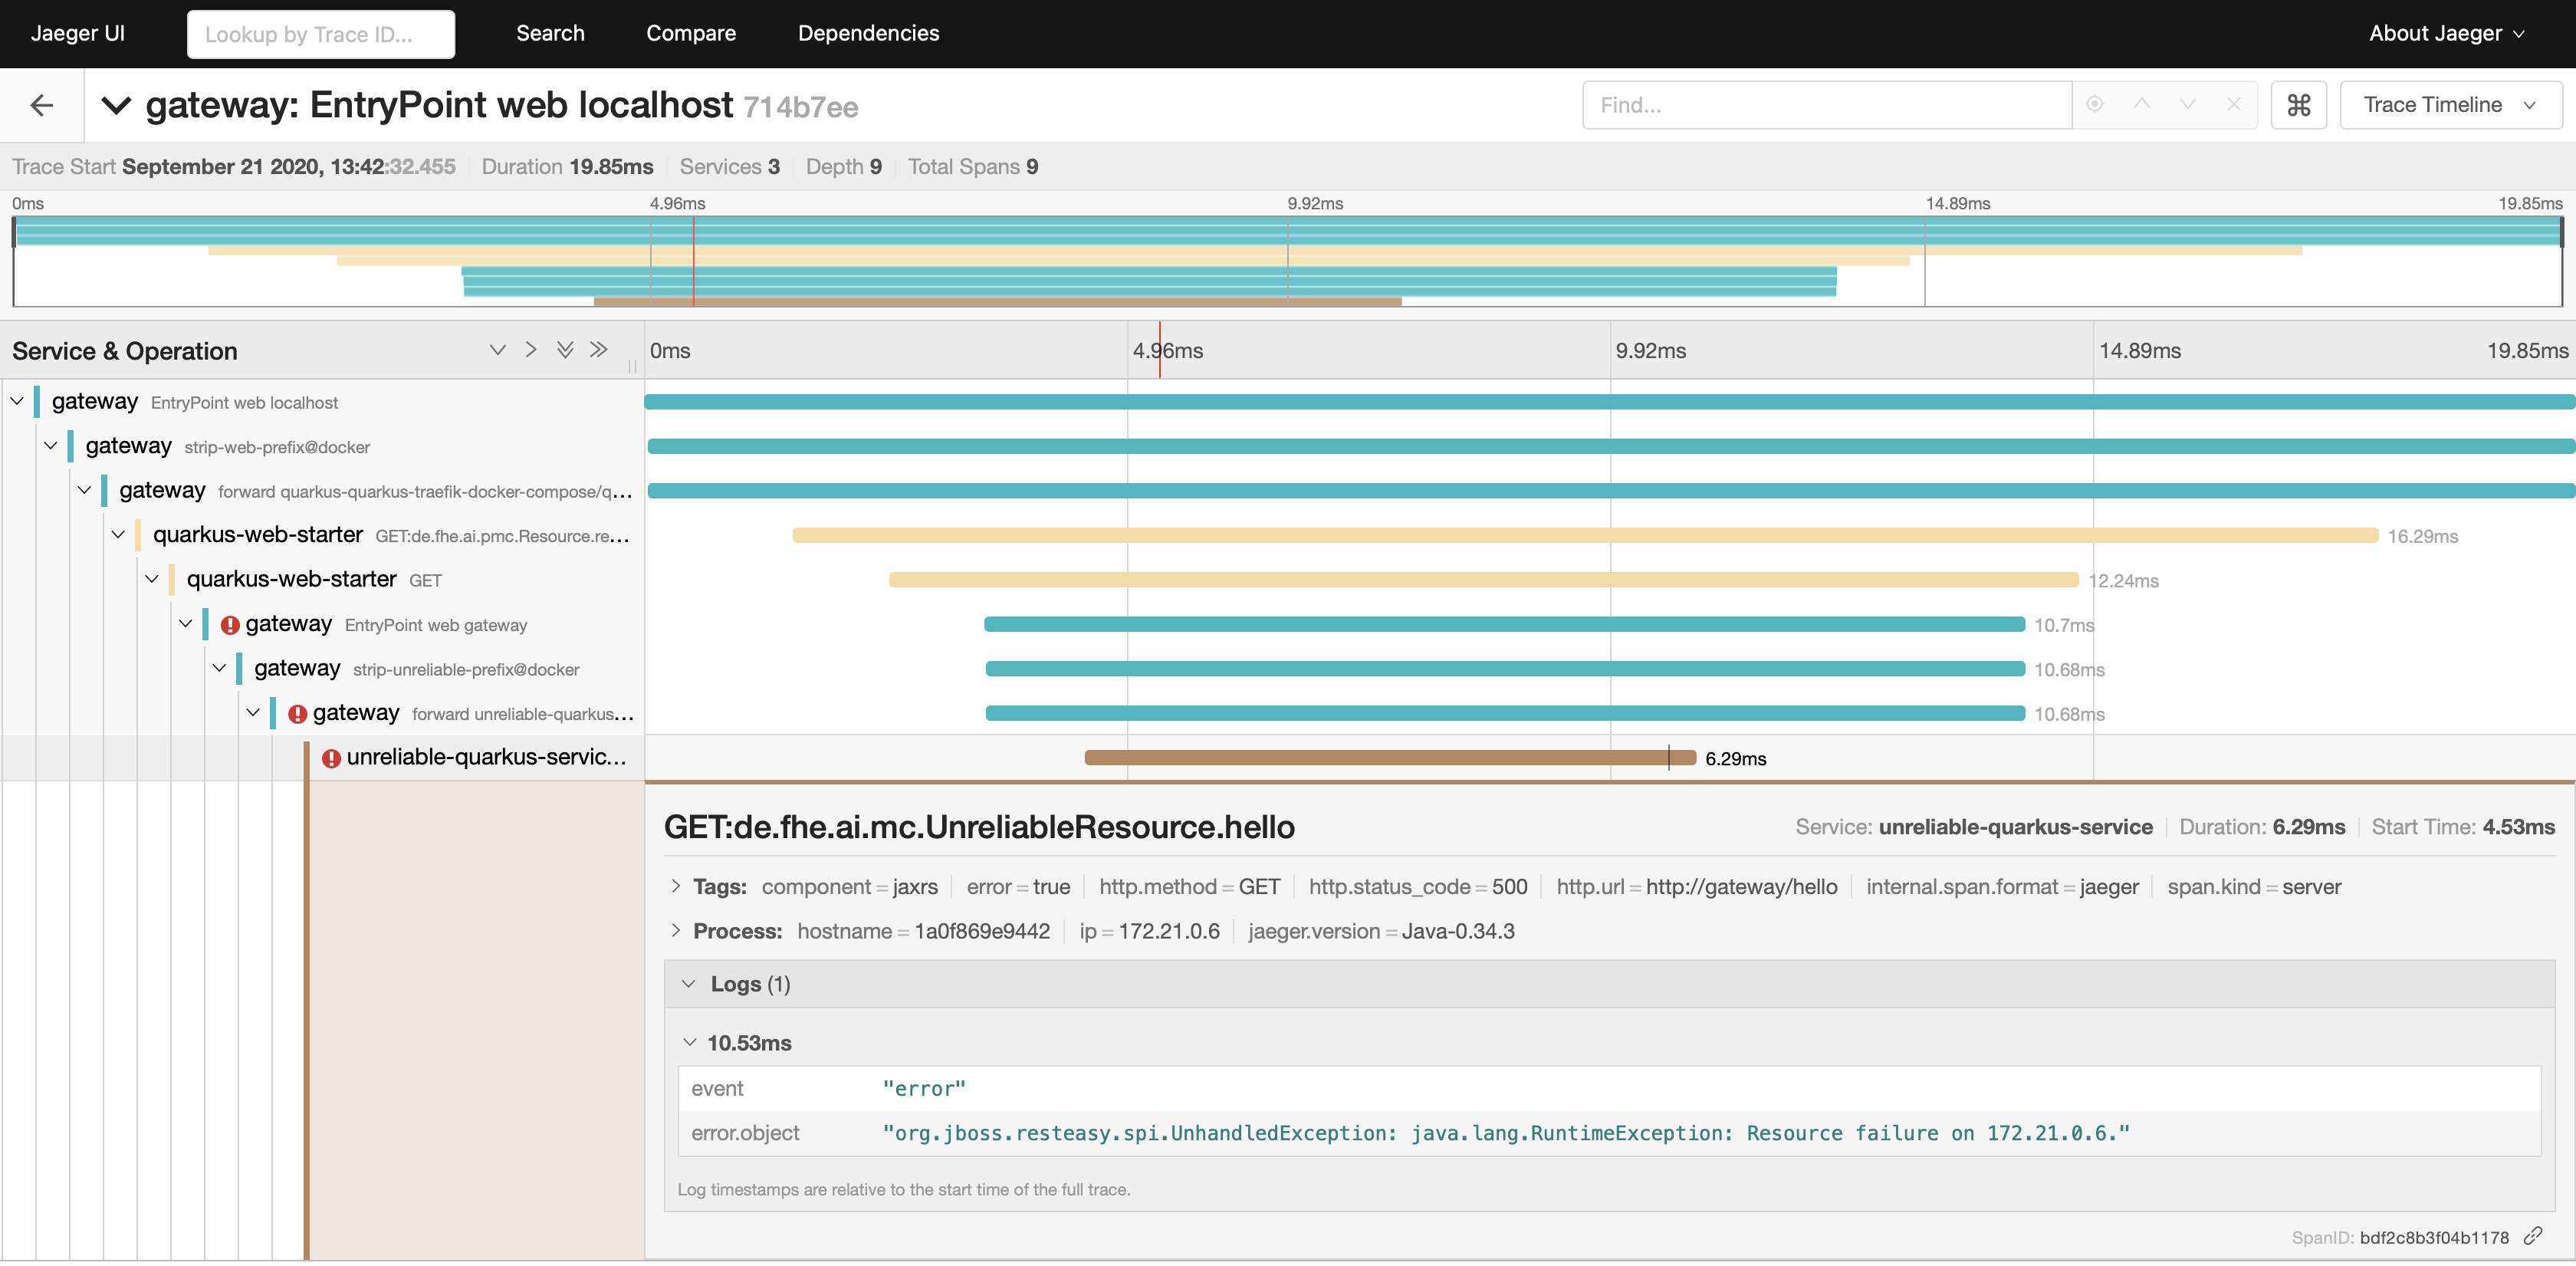 Jaeger UI Lookup by Trace ID... Search Compare Dependencies About Jaeger
gateway: EntryPoint web localhost 714b7ee Find... Trace Timeline
Trace Start September 21 2020, 13:42:32.455 Duration 19.85ms Services 3 Depth 9 Total Spans 9
0ms 4.96ms 9.92ms 14.89ms 19.85ms
Service & Operation 0ms 4.96ms 9.92ms 14.89ms 19.85ms
gateway EntryPoint web localhost
gateway strip-web-prefix@docker
gateway forward quarkus-quarkus-traefik-docker-compose/q...
quarkus-web-starter GET:de.fhe.ai.pmc.Resource.re... 16.29ms
quarkus-web-starter GET 12.24ms
gateway EntryPoint web gateway 10.7ms
gateway strip-unreliable-prefix@docker 10.68ms
gateway forward unreliable-quarkus... 10.68ms
unreliable-quarkus-servic... 6.29ms
GET:de.fhe.ai.mc.UnreliableResource.hello Service: unreliable-quarkus-service Duration: 6.29ms Start Time: 4.53ms
Tags: component = jaxrs error = true http.method = GET http.status_code = 500 http.url = http://gateway/hello internal.span.format = jaeger span.kind = server
Process: hostname = 1a0f869e9442 ip = 172.21.0.6 jaeger.version = Java-0.34.3
Logs (1)
10.53ms
event "error"
error.object "org.jboss.resteasy.spi.UnhandledException: java.lang.RuntimeException: Resource failure on 172.21.0.6."
Log timestamps are relative to the start time of the full trace.
SpanID: bdf2c8b3f04b1178